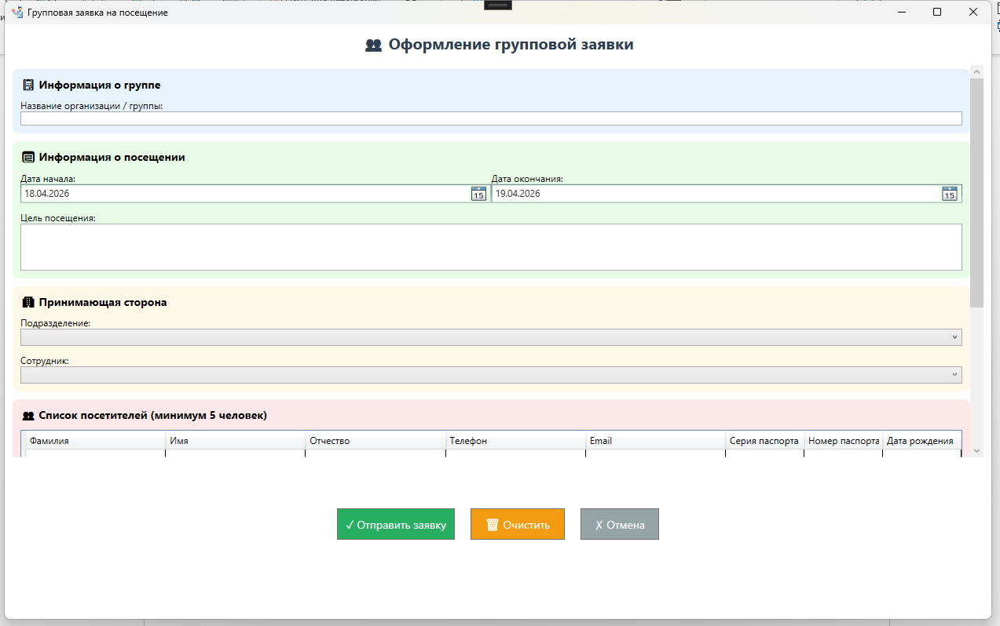 Групповая заявка на посещение
Оформление групповой заявки
Информация о группе
Название организации / группы:
Информация о посещении
Дата начала: Дата окончания:
18.04.2026 15 19.04.2026 15
Цель посещения:
Принимающая сторона
Подразделение:
Сотрудник:
Список посетителей (минимум 5 человек)
Фамилия Имя Отчество Телефон Email Серия паспорта Номер паспорта Дата рождения
✓ Отправить заявку Очистить ✗ Отмена